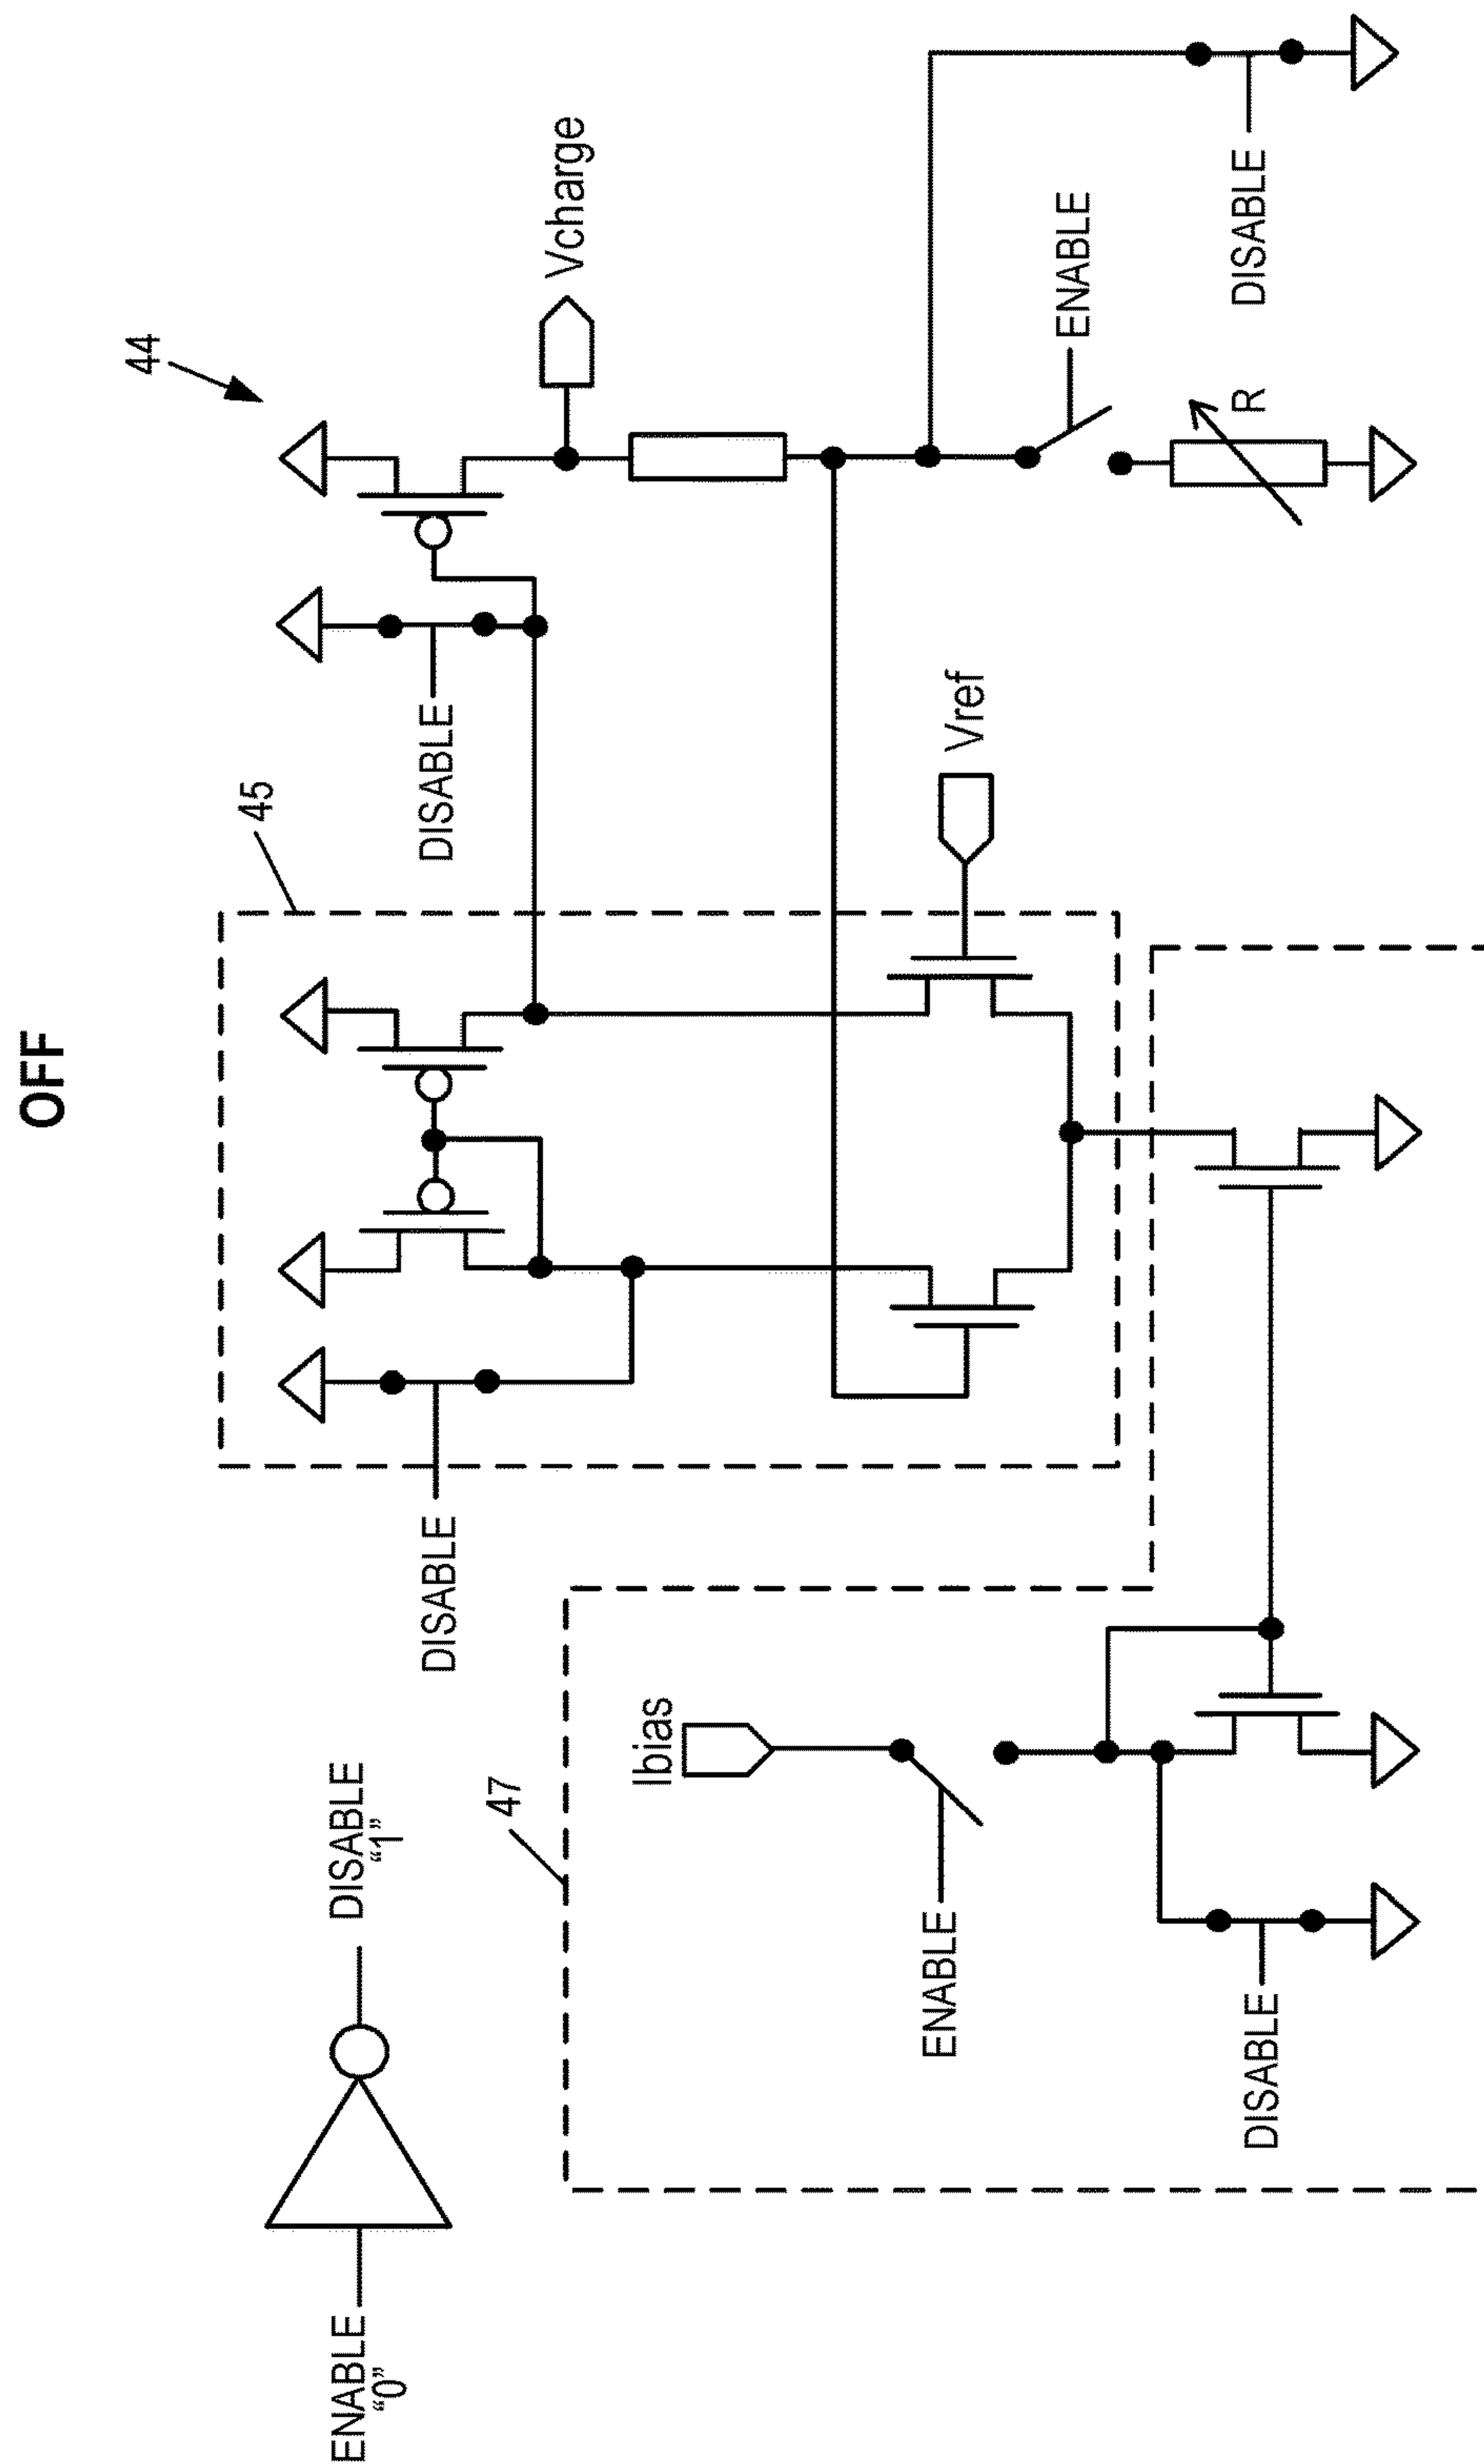 OFF
ENABLE
“0”
DISABLE
“1”
DISABLE
45
DISABLE
44
Vcharge
47
Ibias
ENABLE
DISABLE
Vref
ENABLE
R
DISABLE